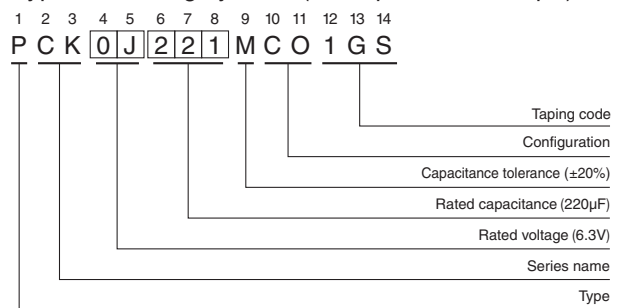 1 2 3 4 5 6 7 8 9 10 11 12 13 14
P C K 0 J 2 2 1 M C O 1 G S
Taping code
Configuration
Capacitance tolerance (±20%)
Rated capacitance (220µF)
Rated voltage (6.3V)
Series name
Type